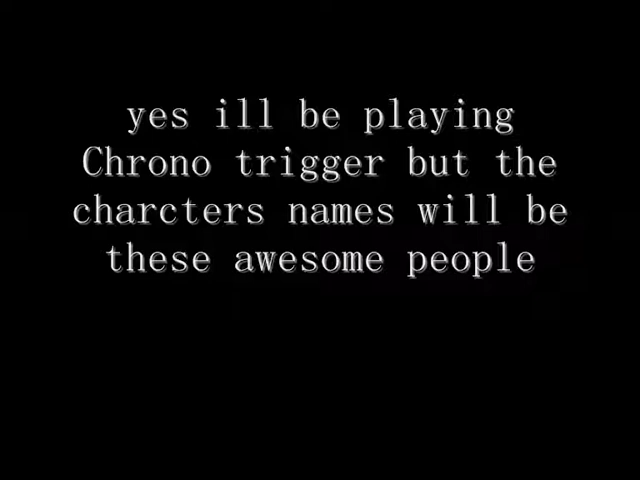 yes ill be playing
Chrono trigger but the
charcters names will be
these awesome people